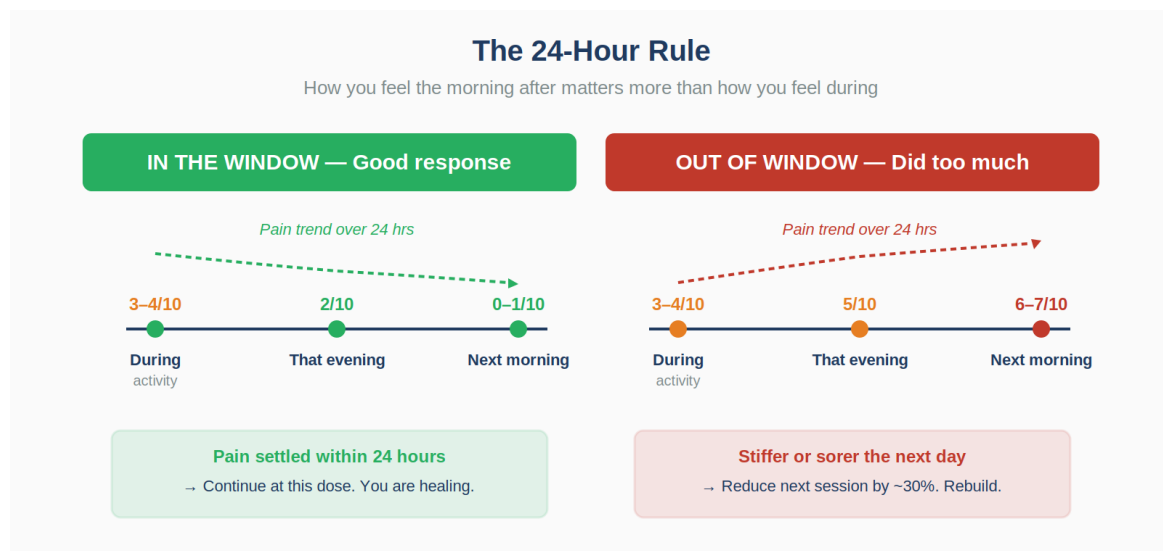 The 24-Hour Rule
How you feel the morning after matters more than how you feel during
IN THE WINDOW — Good response
Pain trend over 24 hrs
3–4/10
2/10
0–1/10
During
activity
That evening
Next morning
Pain settled within 24 hours
→ Continue at this dose. You are healing.
OUT OF WINDOW — Did too much
Pain trend over 24 hrs
3–4/10
5/10
6–7/10
During
activity
That evening
Next morning
Stiffer or sorer the next day
→ Reduce next session by ~30%. Rebuild.